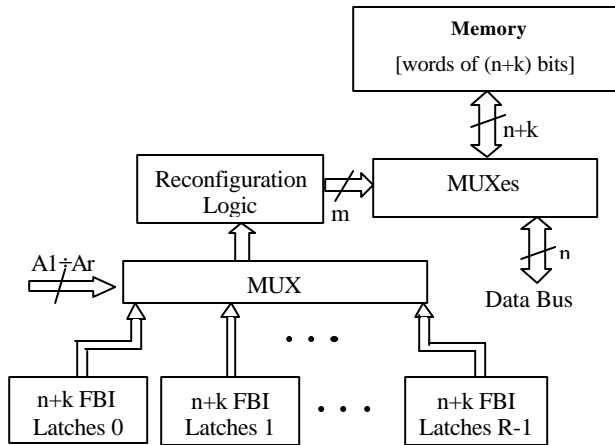 Memory
[words of (n+k) bits]
n+k
Reconfiguration
Logic
m
MUXes
n
Data Bus
A1÷Ar
MUX
. . .
n+k FBI
Latches 0
n+k FBI
Latches 1
. . .
n+k FBI
Latches R-1